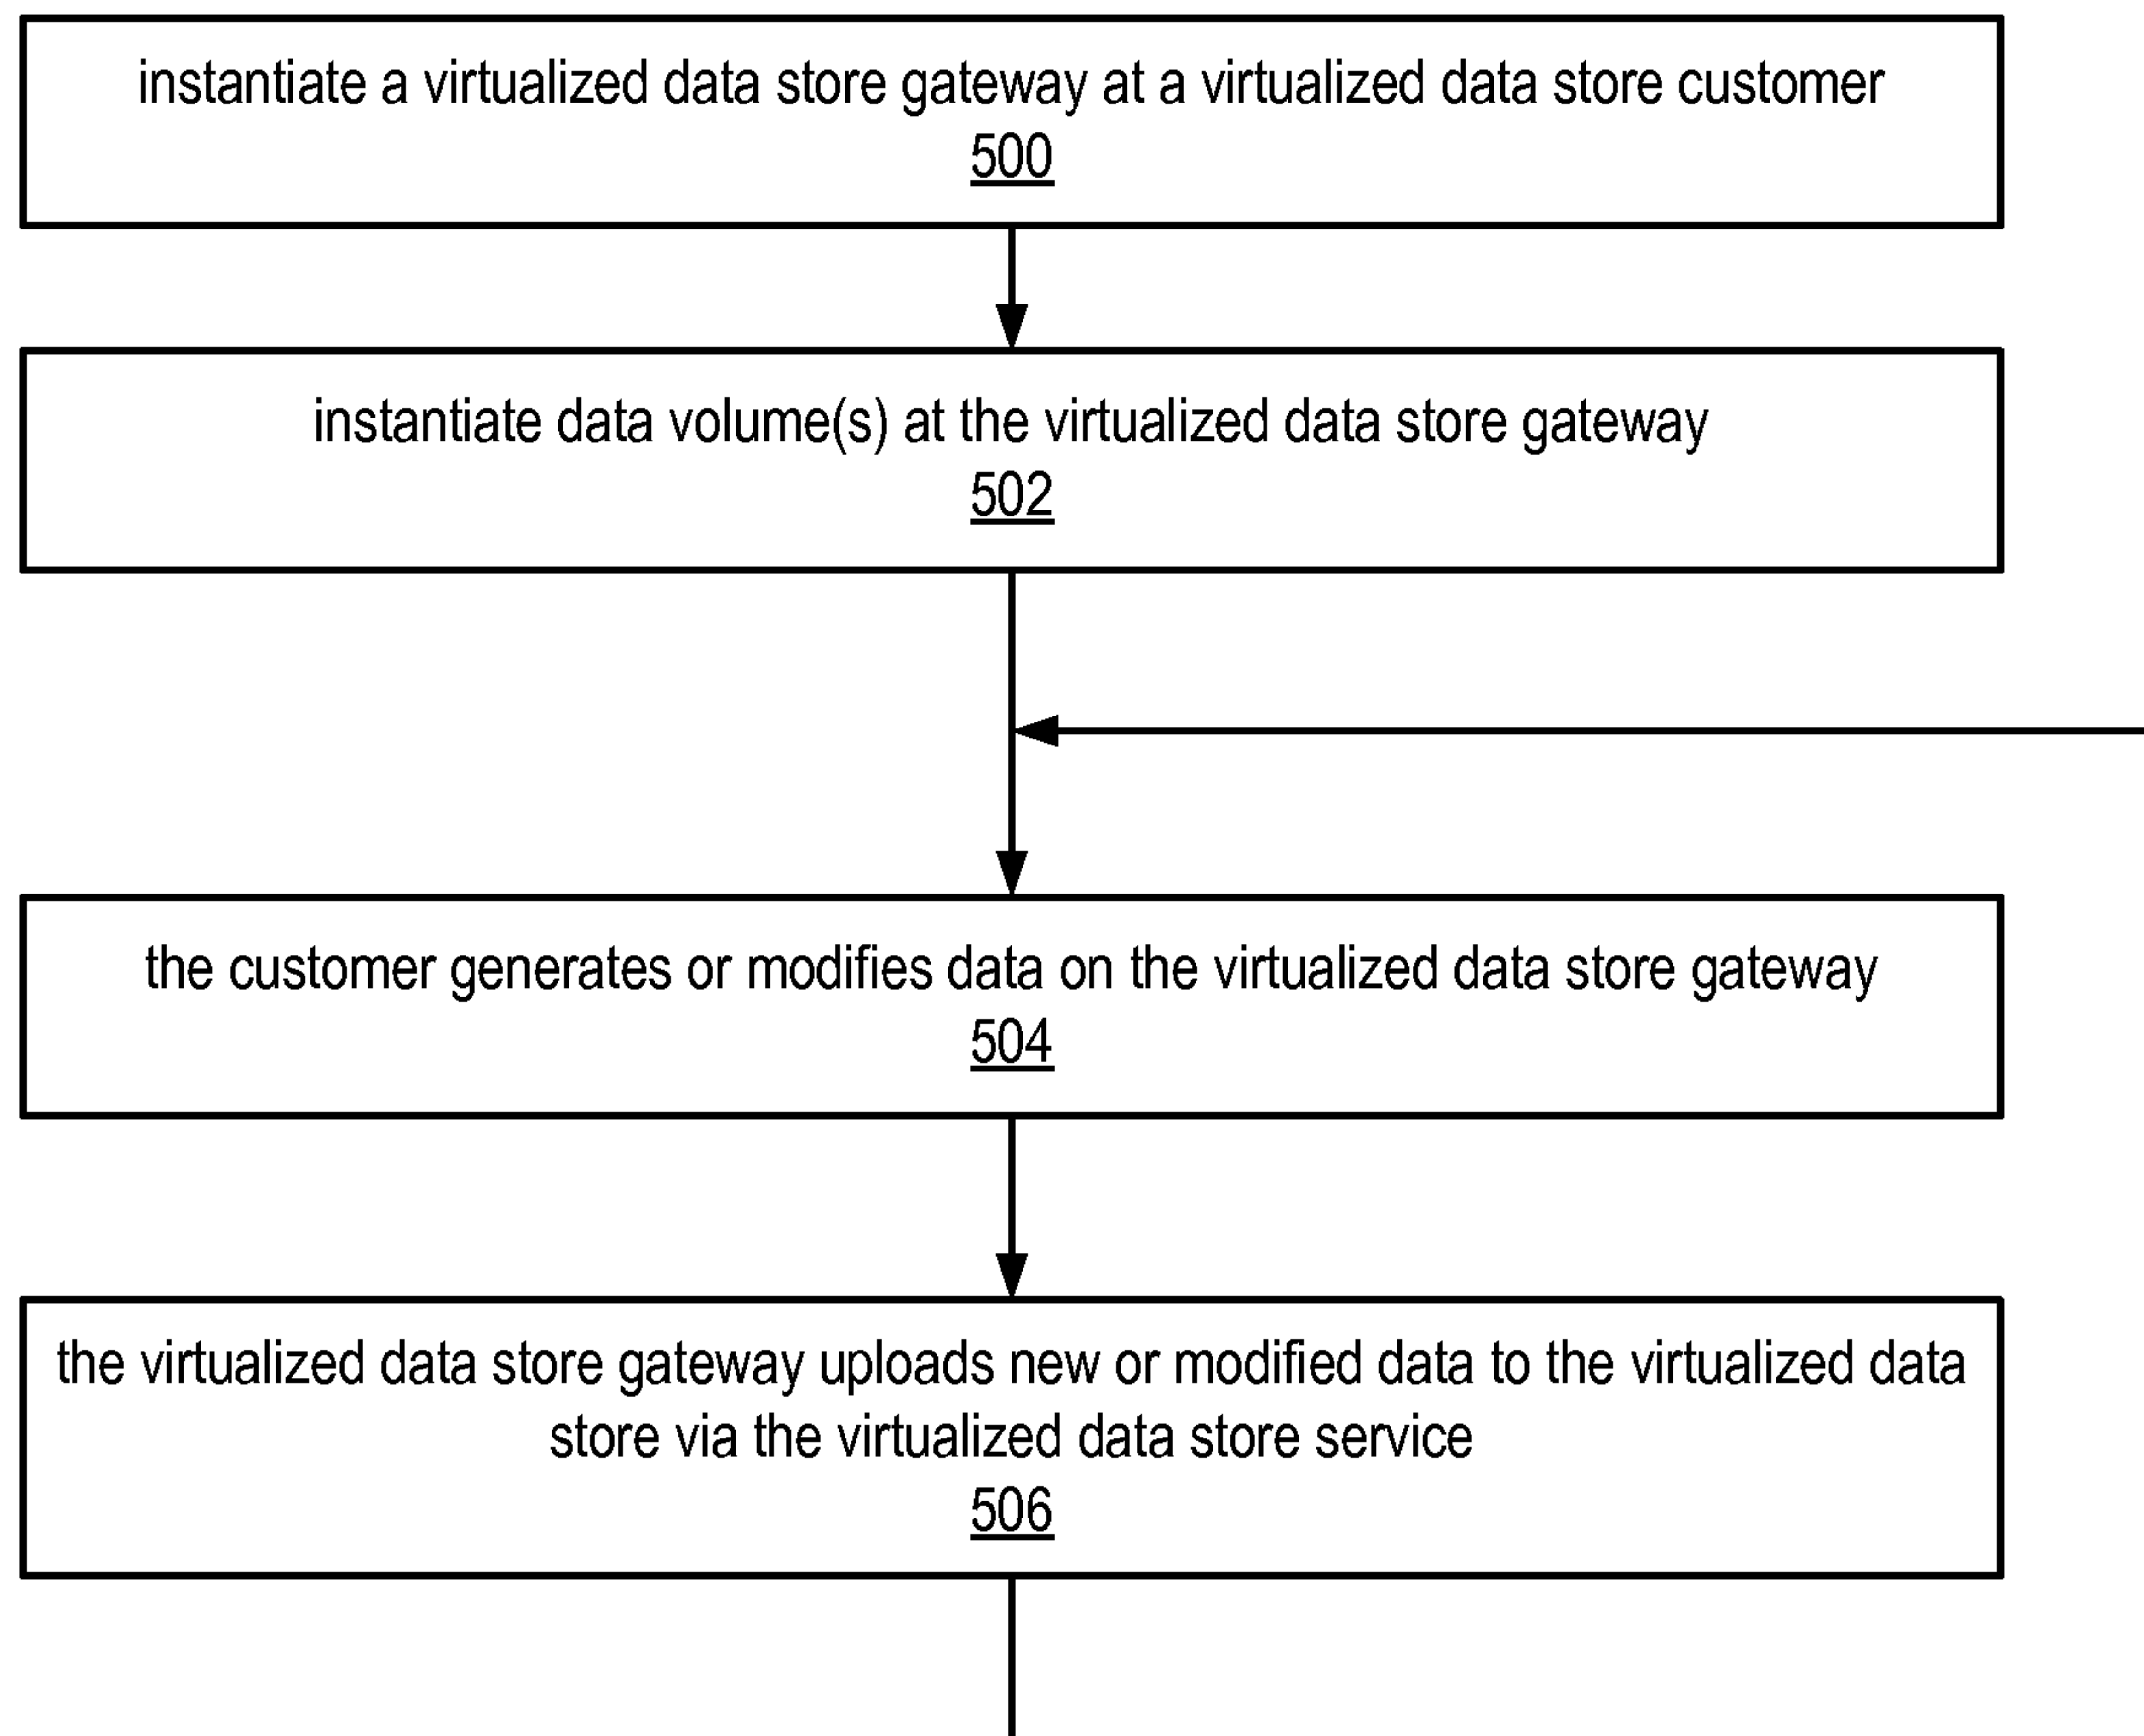 instantiate a virtualized data store gateway at a virtualized data store customer
500
instantiate data volume(s) at the virtualized data store gateway
502
the customer generates or modifies data on the virtualized data store gateway
504
the virtualized data store gateway uploads new or modified data to the virtualized data
store via the virtualized data store service
506